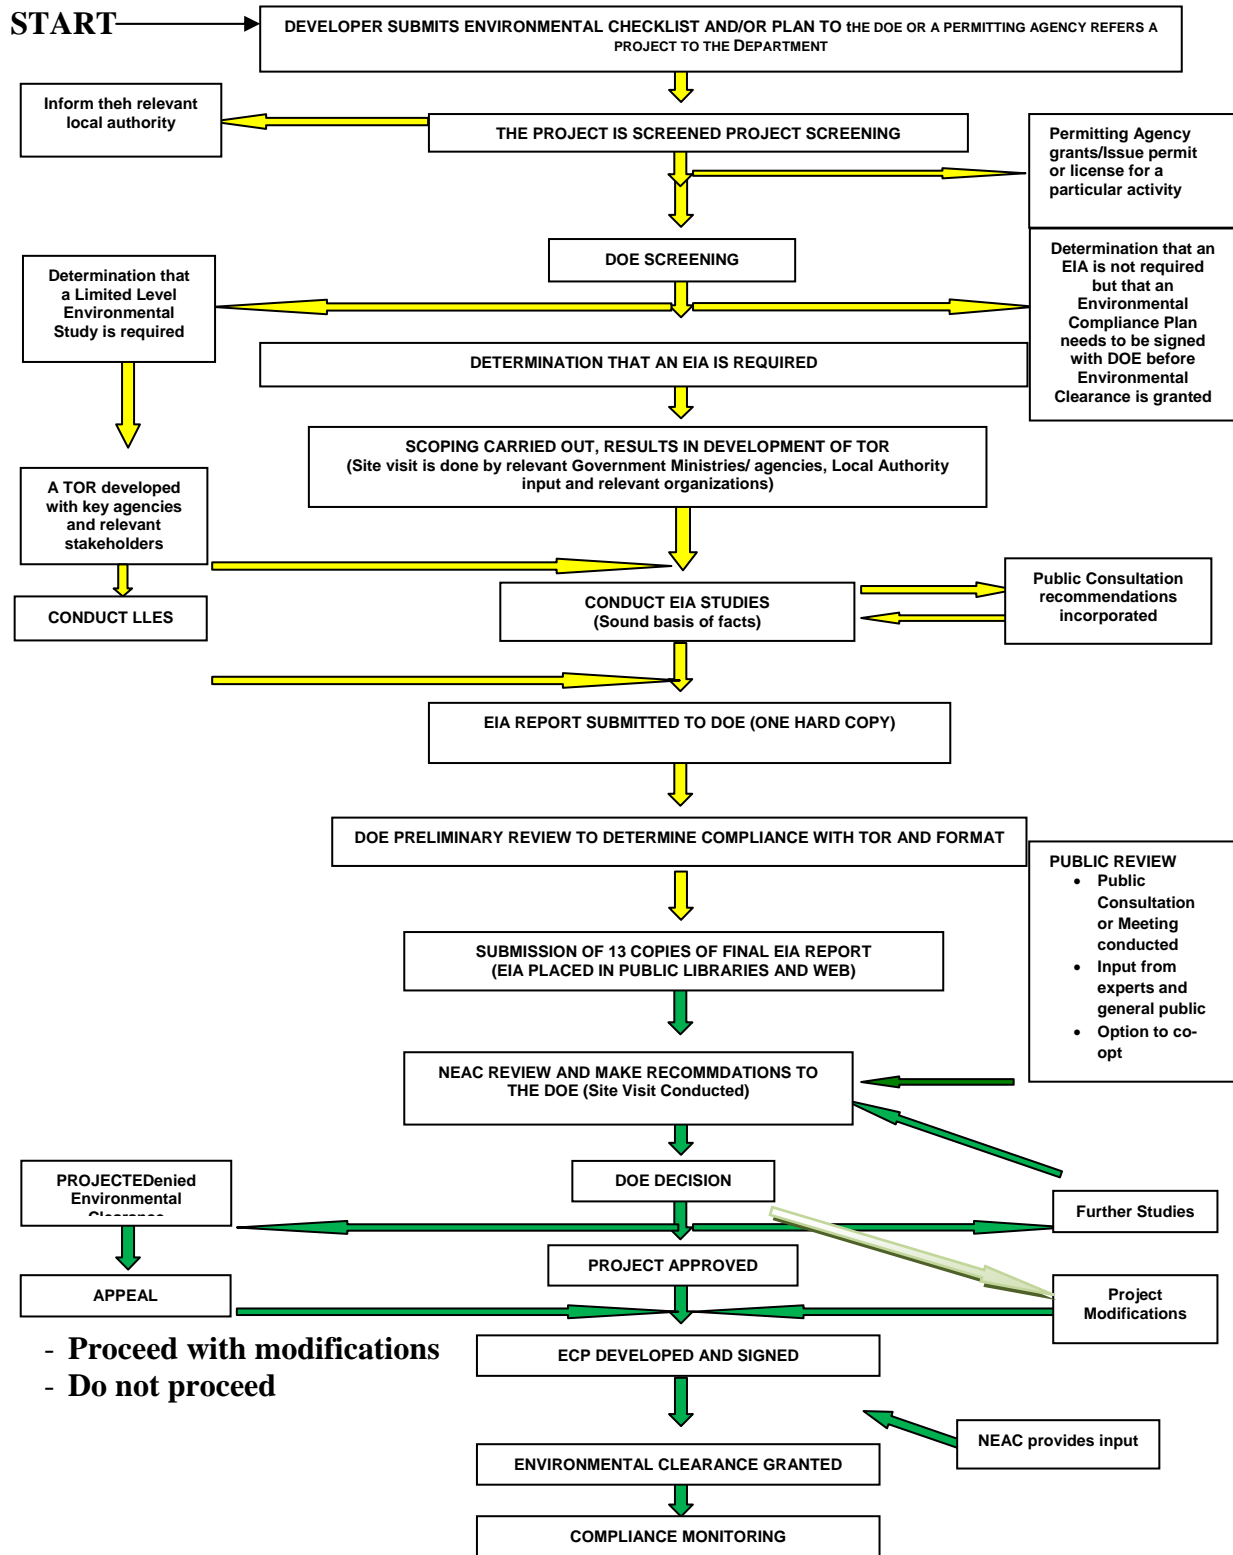 START
DEVELOPER SUBMITS ENVIRONMENTAL CHECKLIST AND/OR PLAN TO tHE DOE OR A PERMITTING AGENCY REFERS A
PROJECT TO THE DEPARTMENT
Inform theh relevant
local authority
THE PROJECT IS SCREENED PROJECT SCREENING
Permitting Agency
grants/Issue permit
or license for a
particular activity
DOE SCREENING
Determination that
a Limited Level
Environmental
Study is required
Determination that an
EIA is not required
but that an
Environmental
Compliance Plan
needs to be signed
with DOE before
Environmental
Clearance is granted
DETERMINATION THAT AN EIA IS REQUIRED
SCOPING CARRIED OUT, RESULTS IN DEVELOPMENT OF TOR
(Site visit is done by relevant Government Ministries/ agencies, Local Authority
input and relevant organizations)
A TOR developed
with key agencies
and relevant
stakeholders
CONDUCT LLES
CONDUCT EIA STUDIES
(Sound basis of facts)
Public Consultation
recommendations
incorporated
EIA REPORT SUBMITTED TO DOE (ONE HARD COPY)
DOE PRELIMINARY REVIEW TO DETERMINE COMPLIANCE WITH TOR AND FORMAT
PUBLIC REVIEW
• Public
Consultation
or Meeting
conducted
• Input from
experts and
general public
• Option to co-
opt
SUBMISSION OF 13 COPIES OF FINAL EIA REPORT
(EIA PLACED IN PUBLIC LIBRARIES AND WEB)
NEAC REVIEW AND MAKE RECOMMDATIONS TO
THE DOE (Site Visit Conducted)
DOE DECISION
PROJECTEDenied
Environmental
Clearance
Further Studies
PROJECT APPROVED
APPEAL
Project
Modifications
- Proceed with modifications
- Do not proceed
ECP DEVELOPED AND SIGNED
NEAC provides input
ENVIRONMENTAL CLEARANCE GRANTED
COMPLIANCE MONITORING